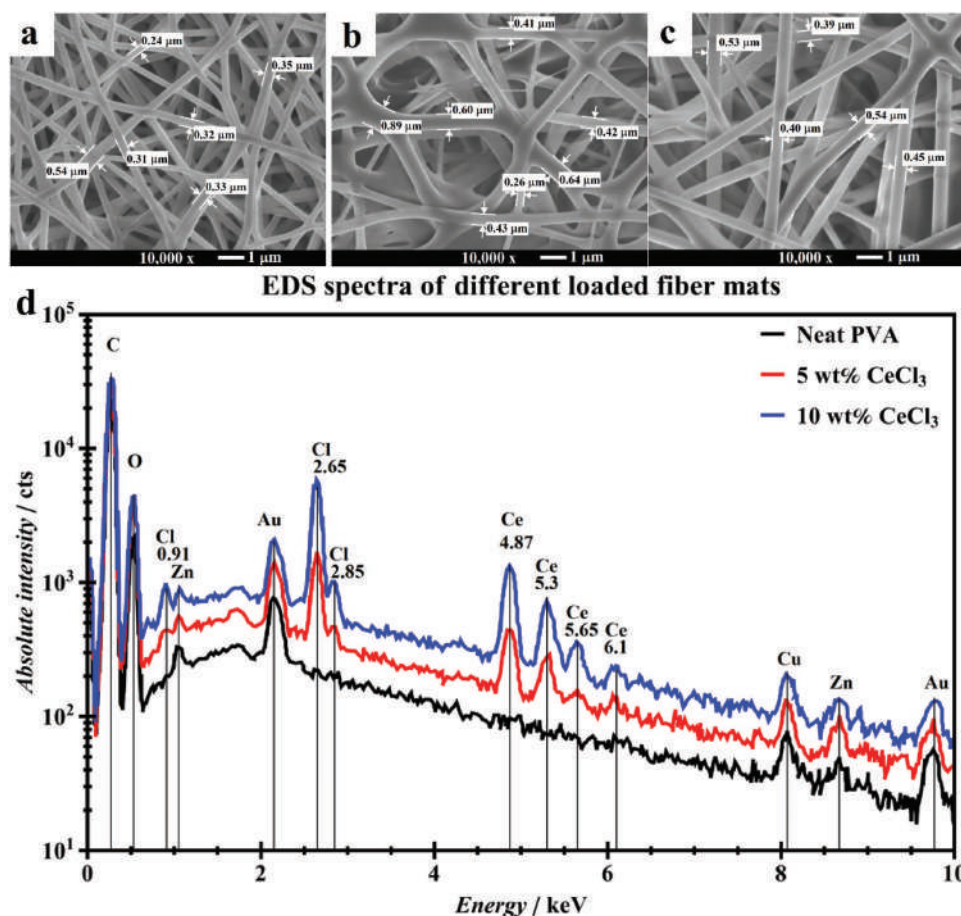 a
0.24 µm
0.35 µm
0.32 µm
0.31 µm
0.54 µm
0.33 µm
10,000 x 1 µm
b
0.41 µm
0.60 µm
0.89 µm
0.42 µm
0.64 µm
0.26 µm
0.43 µm
10,000 x 1 µm
c
0.39 µm
0.53 µm
0.54 µm
0.40 µm
0.45 µm
10,000 x 1 µm
EDS spectra of different loaded fiber mats
d
Absolute intensity / cts
10⁵
10⁴
10³
10²
10¹
Neat PVA
5 wt% CeCl₃
10 wt% CeCl₃
C
O
Cl
0.91
Zn
Au
Cl
2.65
Cl
2.85
Ce
4.87
Ce
5.3
Ce
5.65
Ce
6.1
Cu
Zn
Au
0 2 4 6 8 10
Energy / keV